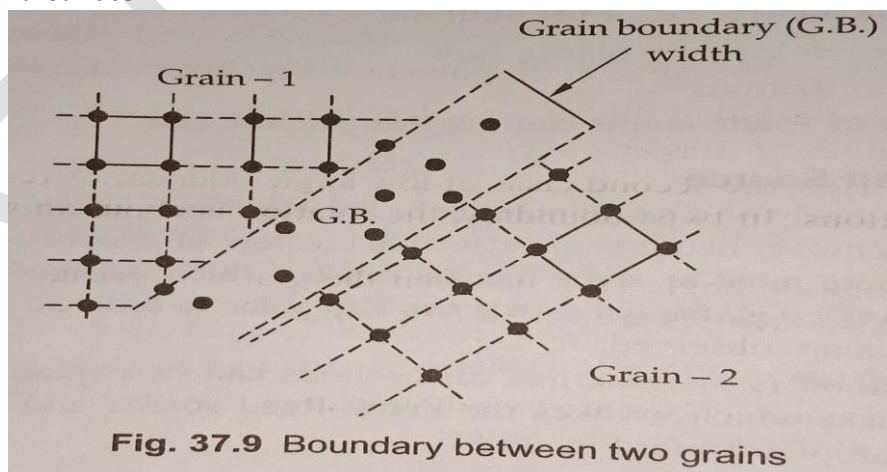 Grain boundary (G.B.)
width
Grain – 1
G.B.
Grain – 2
Fig. 37.9 Boundary between two grains